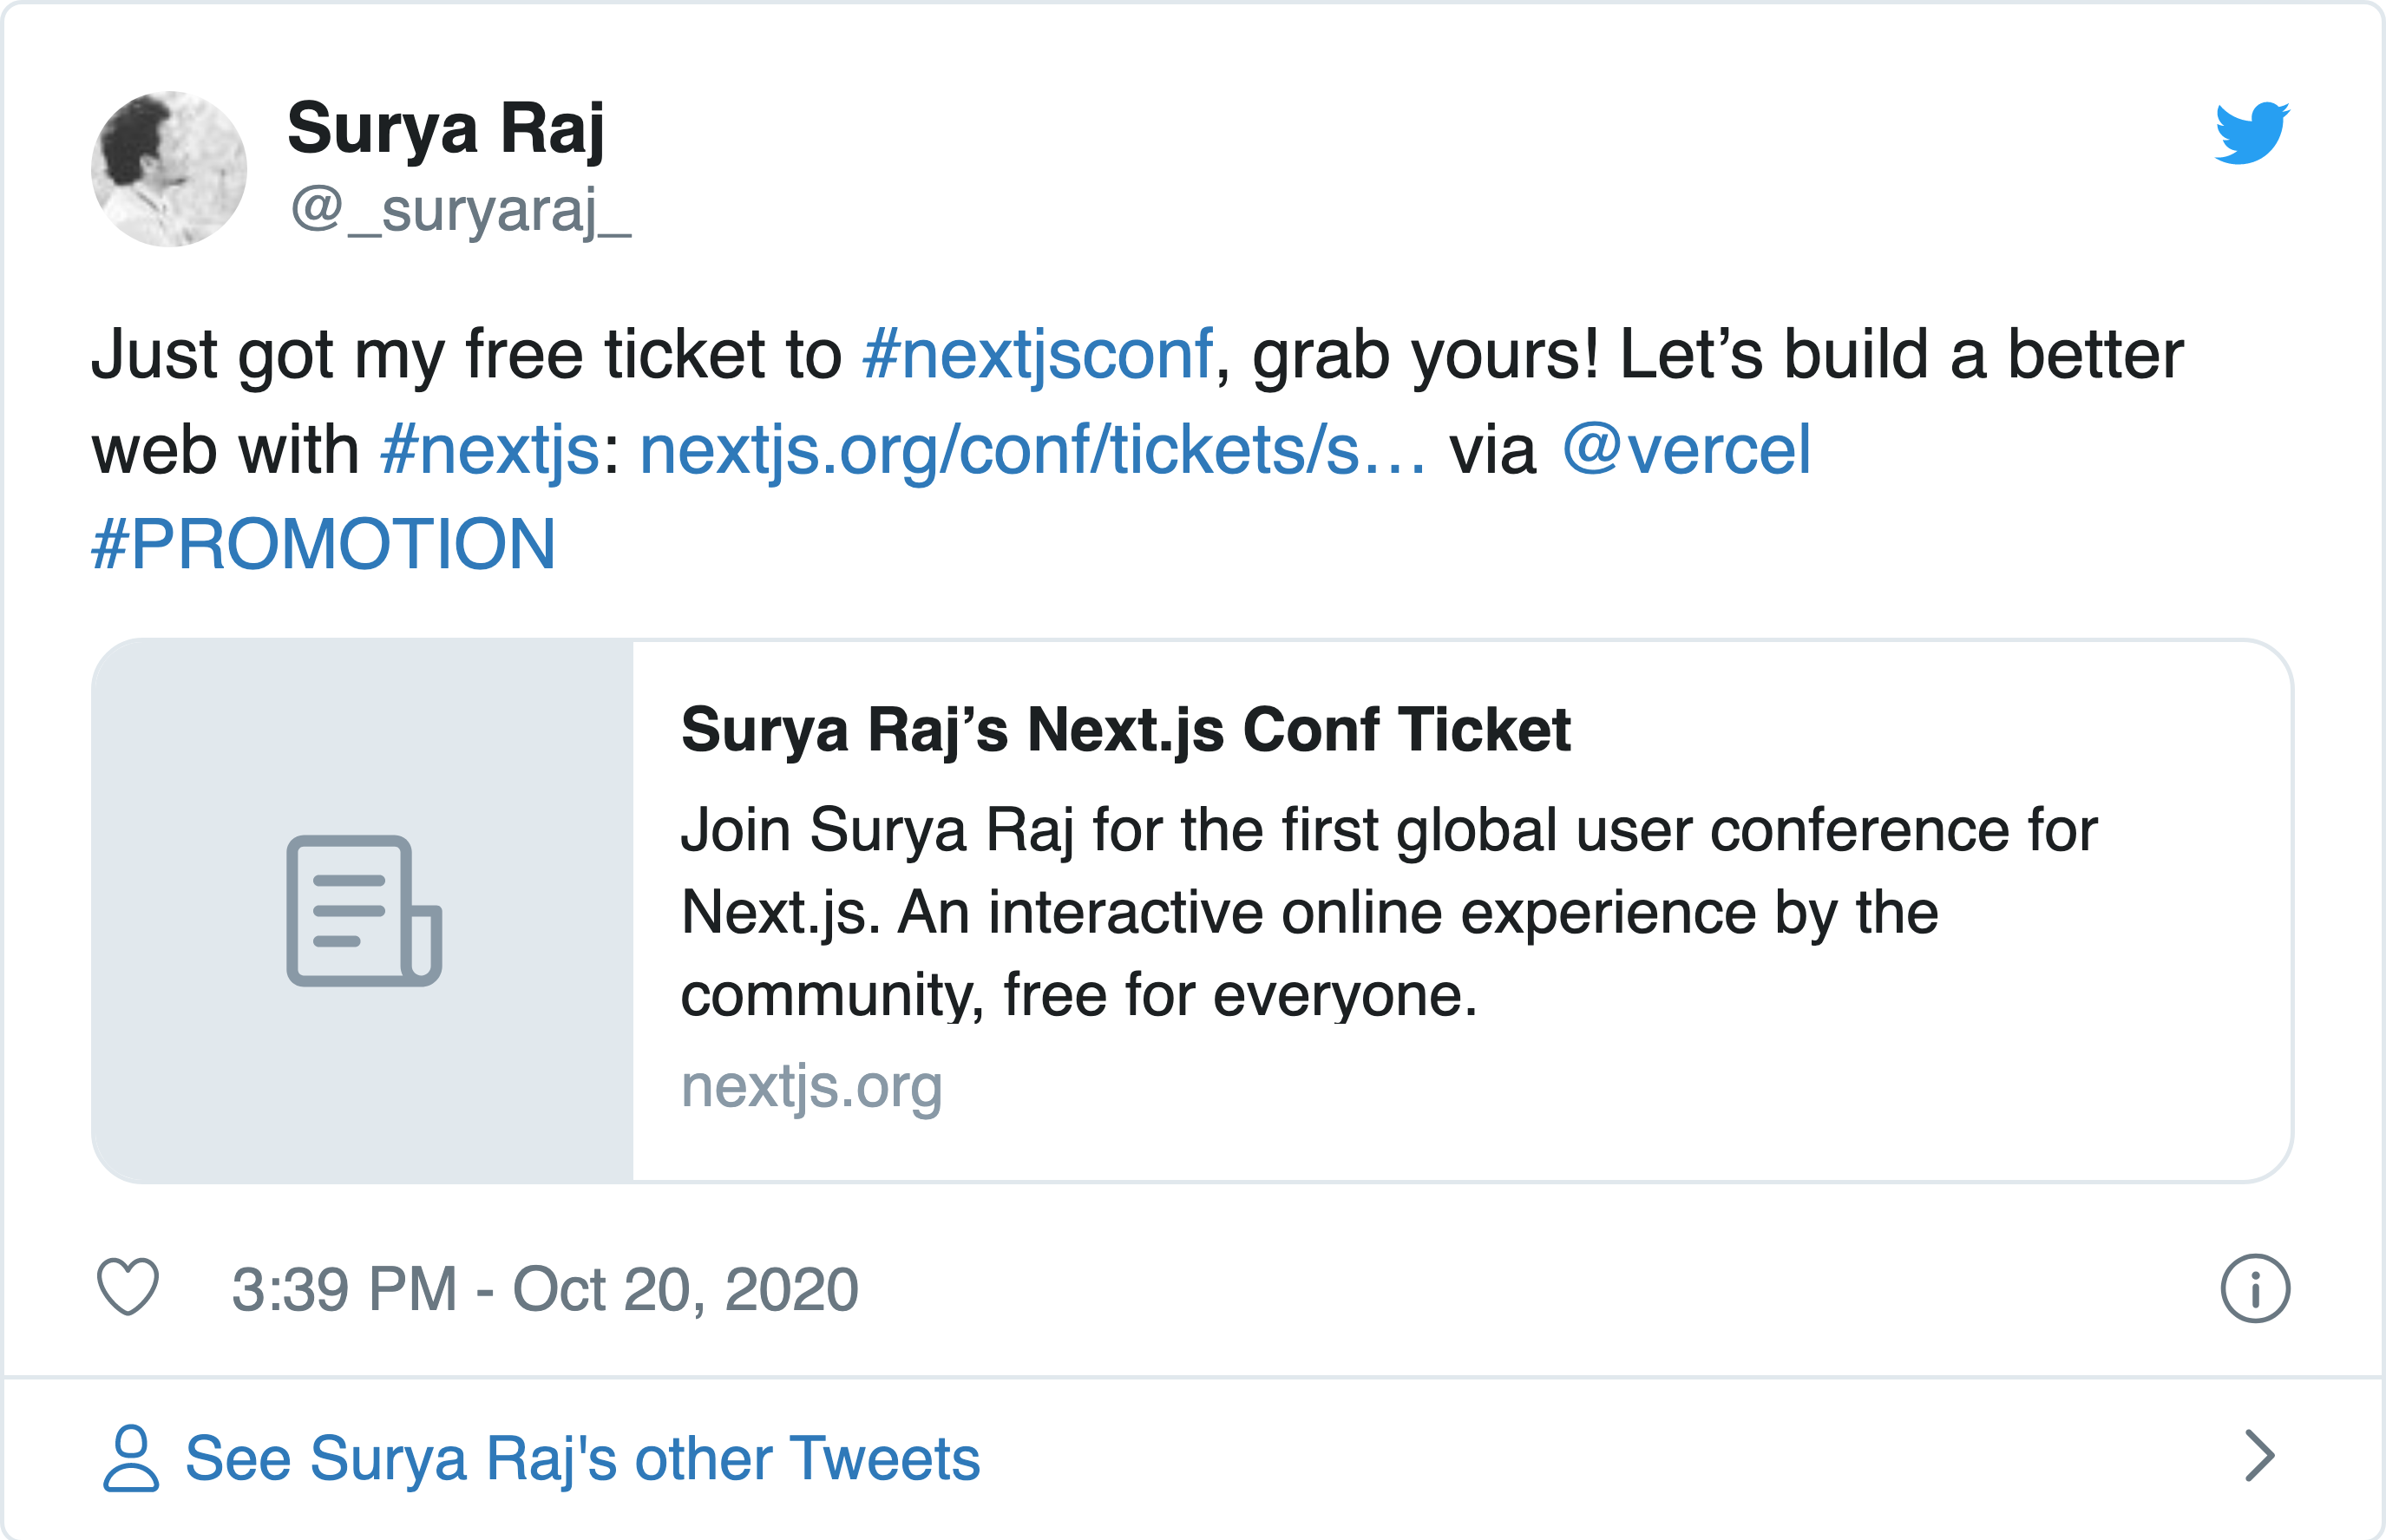 Surya Raj
@_suryaraj_
Just got my free ticket to #nextjsconf, grab yours! Let’s build a better
web with #nextjs: nextjs.org/conf/tickets/s… via @vercel
#PROMOTION
Surya Raj’s Next.js Conf Ticket
Join Surya Raj for the first global user conference for
Next.js. An interactive online experience by the
community, free for everyone.
nextjs.org
3:39 PM - Oct 20, 2020
See Surya Raj's other Tweets